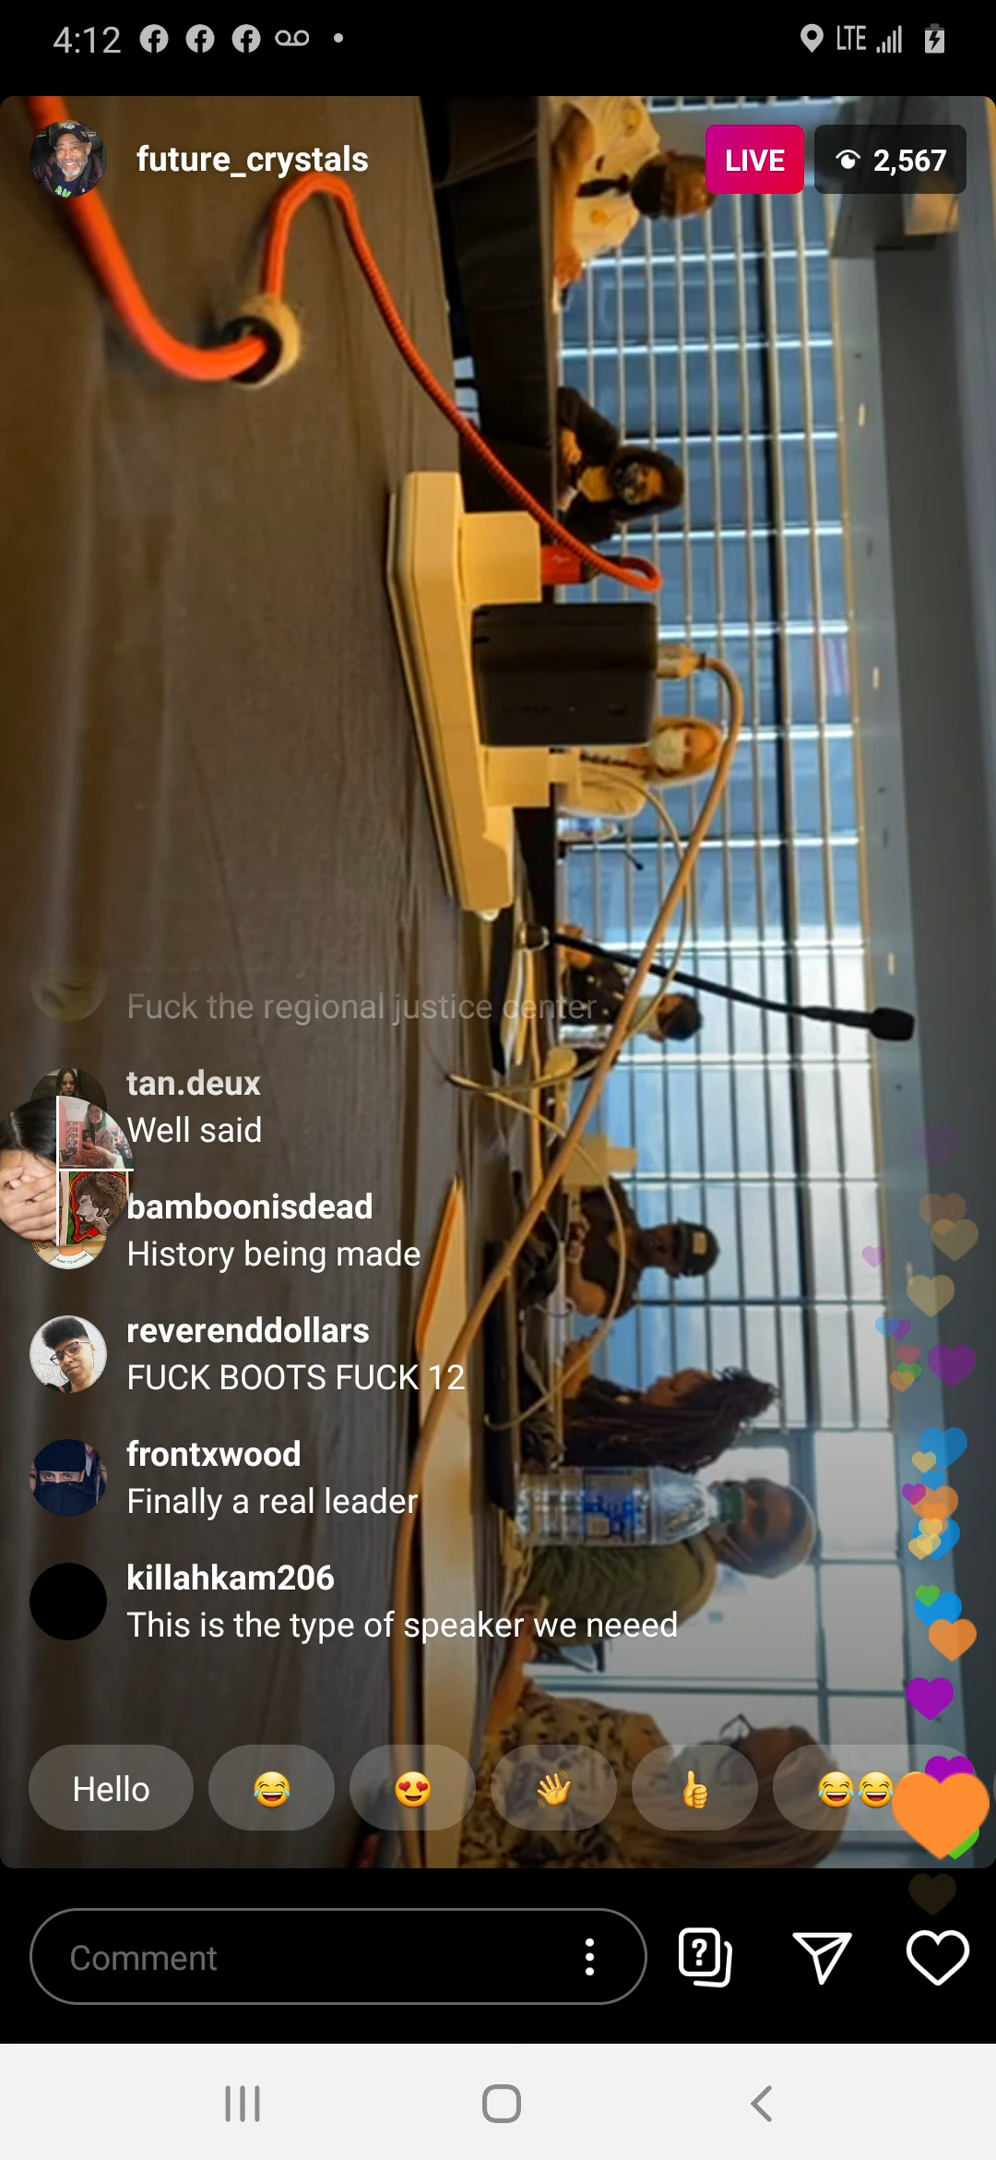 4:12
LTE
future_crystals
LIVE
2,567
Fuck the regional justice center
tan.deux
Well said
bamboonisdead
History being made
reverenddollars
FUCK BOOTS FUCK 12
frontxwood
Finally a real leader
killahkam206
This is the type of speaker we neeed
Hello
Comment